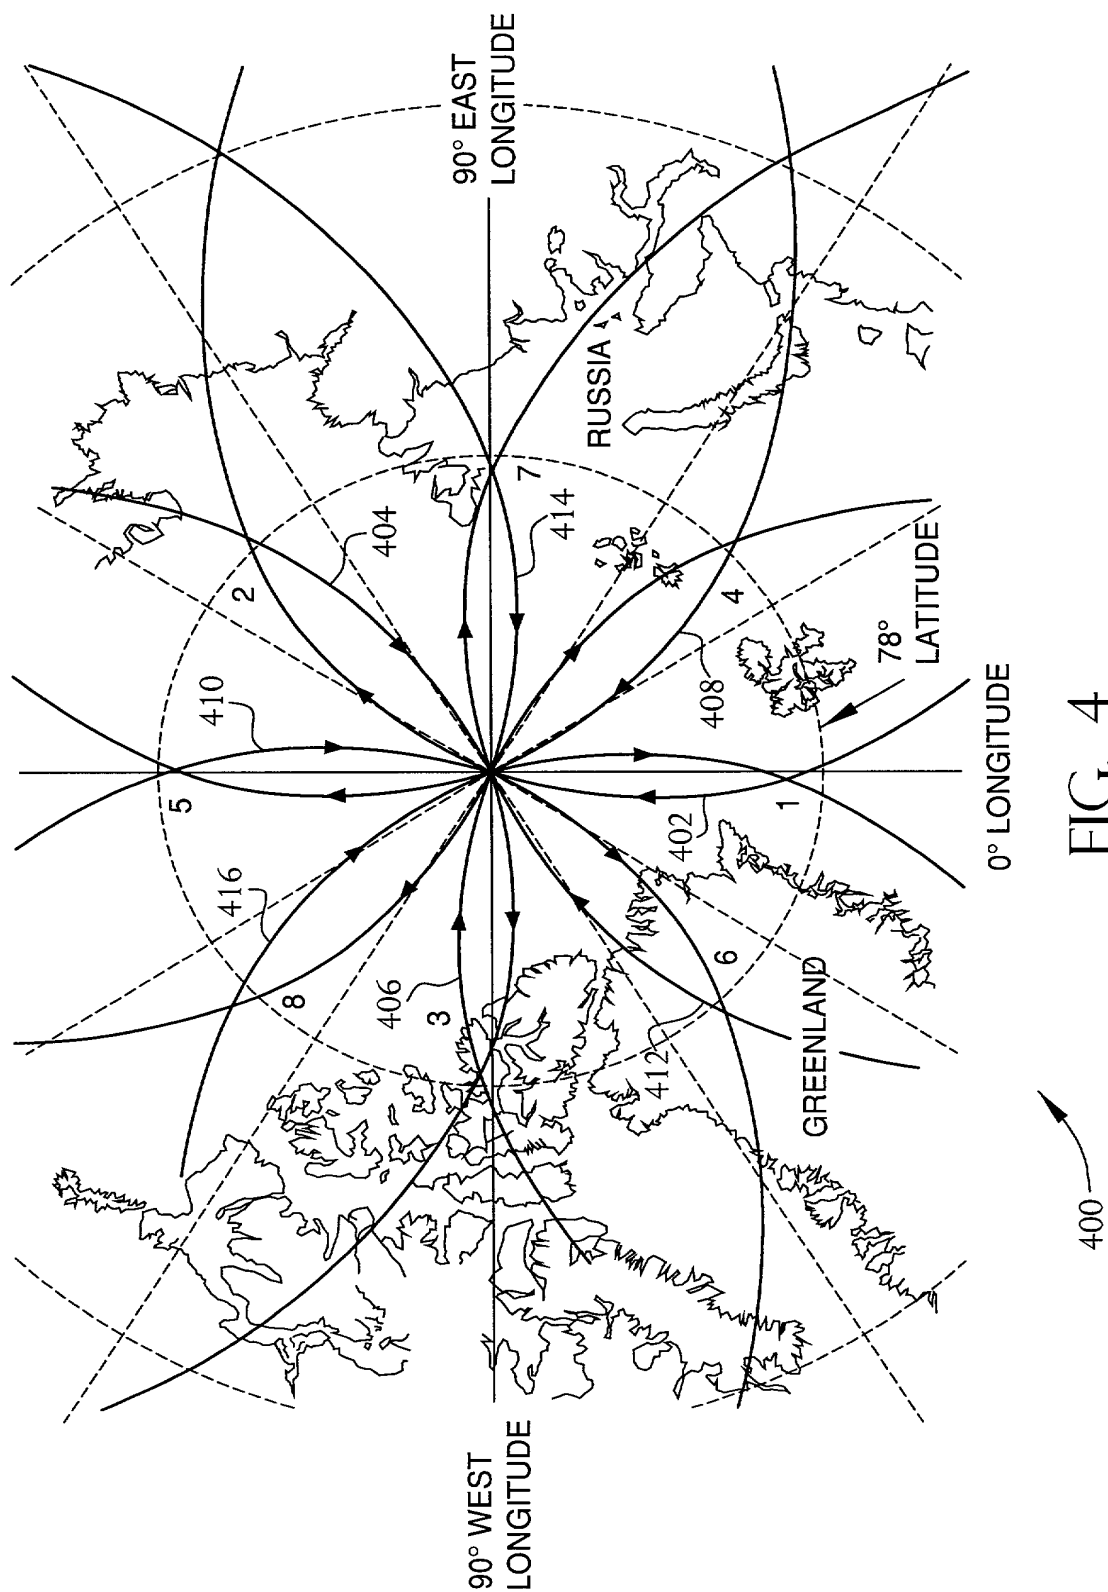 90° EAST
LONGITUDE
RUSSIA
404
7
414
2
410
4
408
78°
LATITUDE
5
1
402
0° LONGITUDE
416
8
406
3
6
412
GREENLAND
90° WEST
LONGITUDE
400
FIG. 4